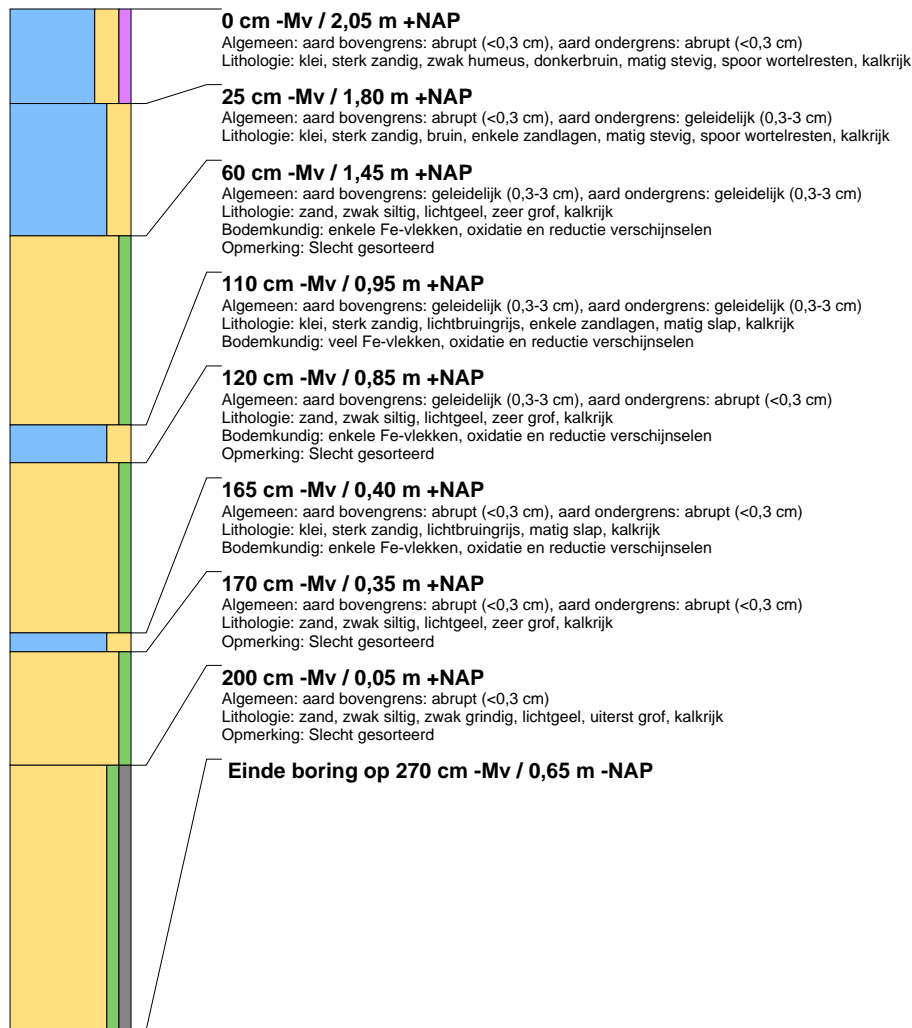 0 cm -Mv / 2,05 m +NAP
Algemeen: aard bovengrens: abrupt (<0,3 cm), aard ondergrens: abrupt (<0,3 cm)
Lithologie: klei, sterk zandig, zwak humeus, donkerbruin, matig stevig, spoor wortelresten, kalkrijk
25 cm -Mv / 1,80 m +NAP
Algemeen: aard bovengrens: abrupt (<0,3 cm), aard ondergrens: geleidelijk (0,3-3 cm)
Lithologie: klei, sterk zandig, bruin, enkele zandlagen, matig stevig, spoor wortelresten, kalkrijk
60 cm -Mv / 1,45 m +NAP
Algemeen: aard bovengrens: geleidelijk (0,3-3 cm), aard ondergrens: geleidelijk (0,3-3 cm)
Lithologie: zand, zwak siltig, lichtgeel, zeer grof, kalkrijk
Bodemkundig: enkele Fe-vlekken, oxidatie en reductie verschijnselen
Opmerking: Slecht gesorteerd
110 cm -Mv / 0,95 m +NAP
Algemeen: aard bovengrens: geleidelijk (0,3-3 cm), aard ondergrens: geleidelijk (0,3-3 cm)
Lithologie: klei, sterk zandig, lichtbruingrijs, enkele zandlagen, matig slap, kalkrijk
Bodemkundig: veel Fe-vlekken, oxidatie en reductie verschijnselen
120 cm -Mv / 0,85 m +NAP
Algemeen: aard bovengrens: geleidelijk (0,3-3 cm), aard ondergrens: abrupt (<0,3 cm)
Lithologie: zand, zwak siltig, lichtgeel, zeer grof, kalkrijk
Bodemkundig: enkele Fe-vlekken, oxidatie en reductie verschijnselen
Opmerking: Slecht gesorteerd
165 cm -Mv / 0,40 m +NAP
Algemeen: aard bovengrens: abrupt (<0,3 cm), aard ondergrens: abrupt (<0,3 cm)
Lithologie: klei, sterk zandig, lichtbruingrijs, matig slap, kalkrijk
Bodemkundig: enkele Fe-vlekken, oxidatie en reductie verschijnselen
170 cm -Mv / 0,35 m +NAP
Algemeen: aard bovengrens: abrupt (<0,3 cm), aard ondergrens: abrupt (<0,3 cm)
Lithologie: zand, zwak siltig, lichtgeel, zeer grof, kalkrijk
Opmerking: Slecht gesorteerd
200 cm -Mv / 0,05 m +NAP
Algemeen: aard bovengrens: abrupt (<0,3 cm)
Lithologie: zand, zwak siltig, zwak grindig, lichtgeel, uiterst grof, kalkrijk
Opmerking: Slecht gesorteerd
Einde boring op 270 cm -Mv / 0,65 m -NAP